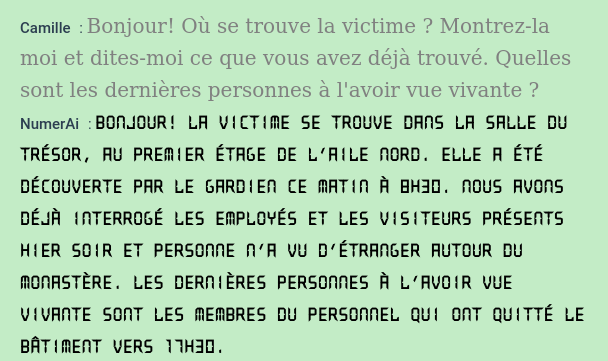 Camille : Bonjour! Où se trouve la victime ? Montrez-la
moi et dites-moi ce que vous avez déjà trouvé. Quelles
sont les dernières personnes à l'avoir vue vivante ?
NumerAi : BONJOUR! LA VICTIME SE TROUVE DANS LA SALLE DU
TRÉSOR, AU PREMIER ÉTAGE DE L’AILE NORD. ELLE A ÉTÉ
DÉCOUVERTE PAR LE GARDIEN CE MATIN À 8H30. NOUS AVONS
DÉJÀ INTERROGÉ LES EMPLOYÉS ET LES VISITEURS PRÉSENTS
HIER SOIR ET PERSONNE N’A VU D’ÉTRANGER AUTOUR DU
MONASTÈRE. LES DERNIÈRES PERSONNES À L’AVOIR VUE
VIVANTE SONT LES MEMBRES DU PERSONNEL QUI ONT QUITTÉ LE
BÂTIMENT VERS 17H30.